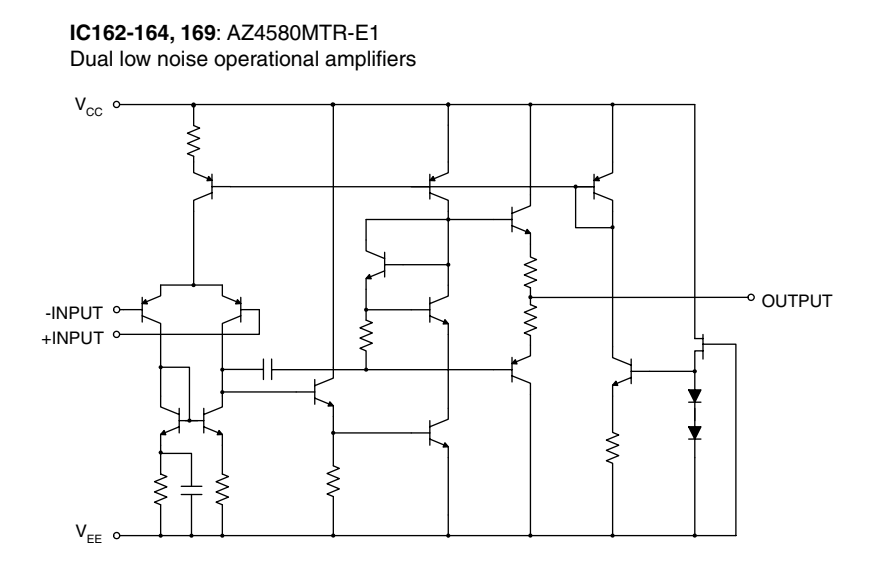 IC162-164, 169: AZ4580MTR-E1
Dual low noise operational amplifiers
VCC
-INPUT
+INPUT
OUTPUT
VEE